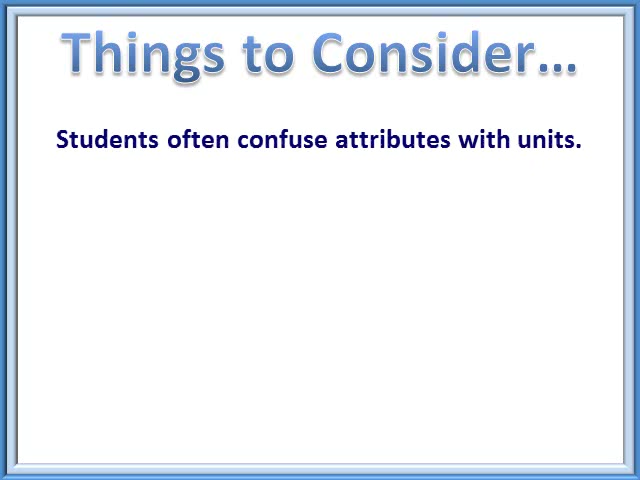 Things to Consider…
Students often confuse attributes with units.